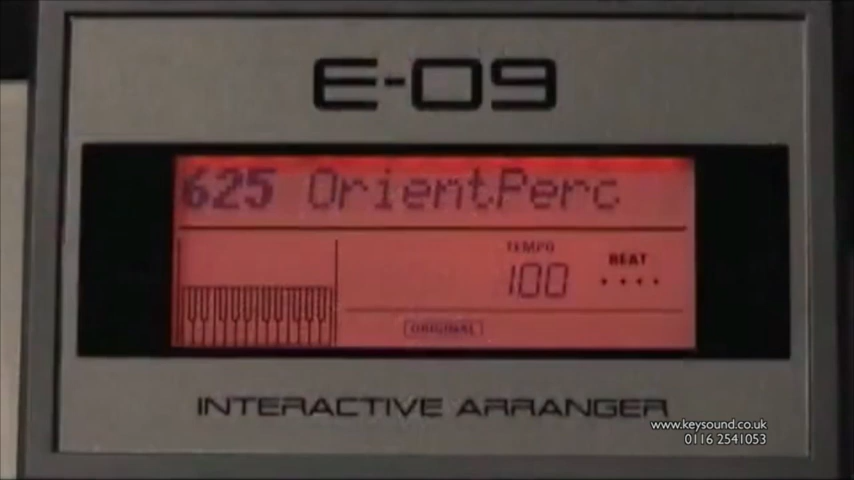 E-09
625 OrientPerc
TEMPO
100
BEAT
ORIGINAL
INTERACTIVE ARRANGER
www.keysound.co.uk
0116 2541053